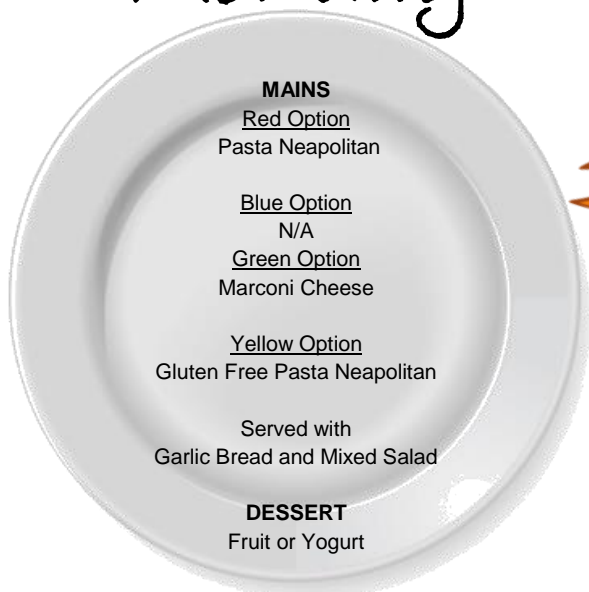 MAINS
Red Option
Pasta Neapolitan
Blue Option
N/A
Green Option
Marconi Cheese
Yellow Option
Gluten Free Pasta Neapolitan
Served with
Garlic Bread and Mixed Salad
DESSERT
Fruit or Yogurt